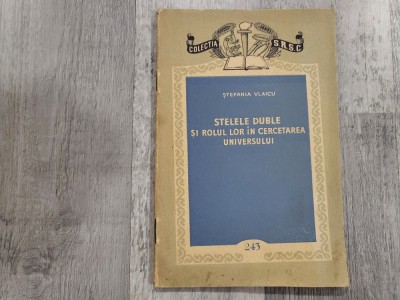 COLECȚIA S.R.S.C.
ȘTEFANIA VLAICU
STELELE DUBLE
ȘI ROLUL LOR ÎN CERCETAREA
UNIVERSULUI
243